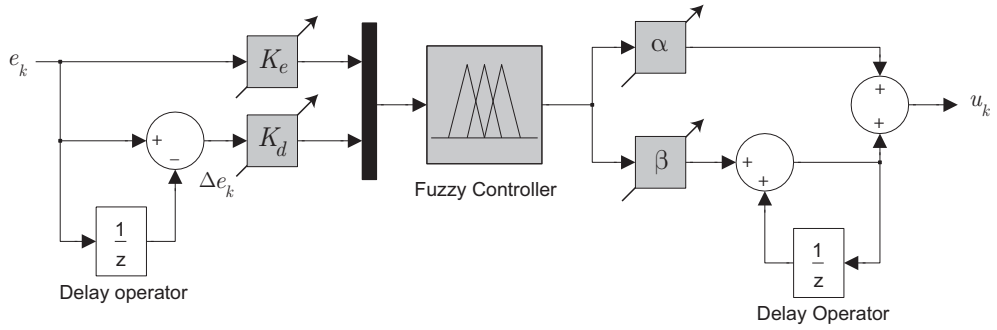 e_k
K_e
+
−
K_d
Δe_k
1
z
Delay operator
Fuzzy Controller
α
β
+
+
1
z
Delay Operator
+
+
u_k